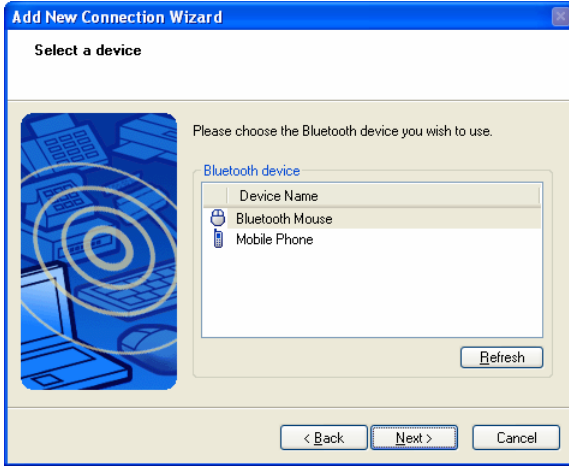 Add New Connection Wizard
Select a device
Please choose the Bluetooth device you wish to use.
Bluetooth device
Device Name
Bluetooth Mouse
Mobile Phone
Refresh
< Back Next > Cancel